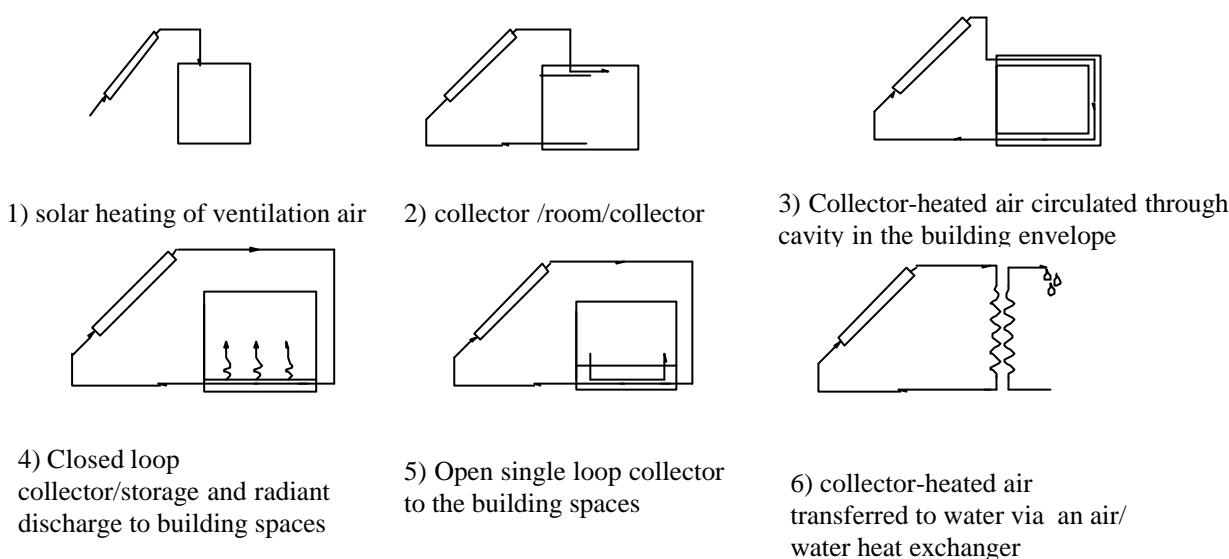 1) solar heating of ventilation air
2) collector /room/collector
3) Collector-heated air circulated through
cavity in the building envelope
4) Closed loop
collector/storage and radiant
discharge to building spaces
5) Open single loop collector
to the building spaces
6) collector-heated air
transferred to water via an air/
water heat exchanger